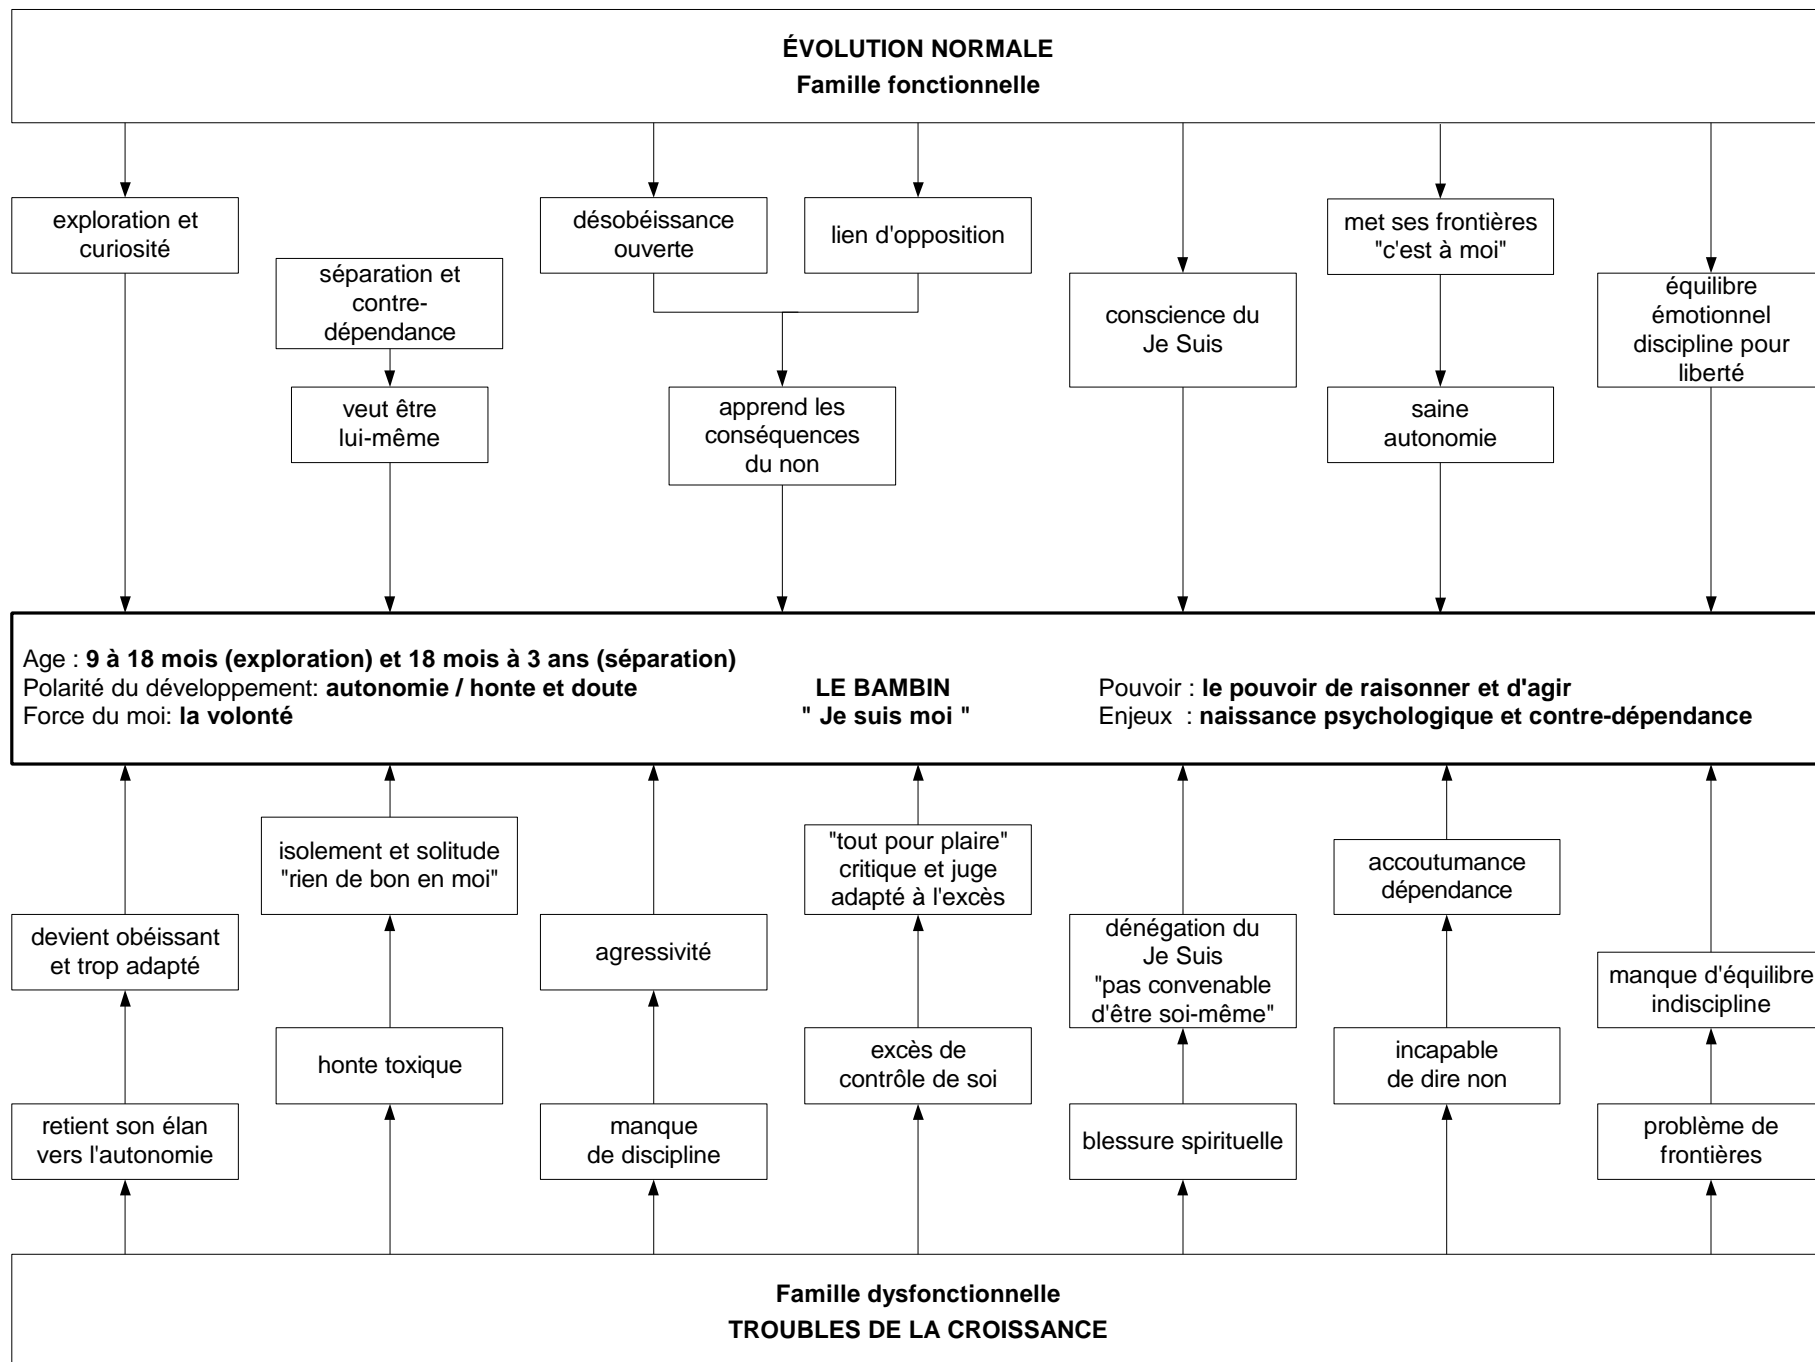 ÉVOLUTION NORMALE
Famille fonctionnelle
exploration et
curiosité
séparation et
contre-
dépendance
veut être
lui-même
désobéissance
ouverte
lien d'opposition
apprend les
conséquences
du non
conscience du
Je Suis
met ses frontières
"c'est à moi"
saine
autonomie
équilibre
émotionnel
discipline pour
liberté
Age : 9 à 18 mois (exploration) et 18 mois à 3 ans (séparation)
Polarité du développement: autonomie / honte et doute
Force du moi: la volonté
LE BAMBIN
" Je suis moi "
Pouvoir : le pouvoir de raisonner et d'agir
Enjeux : naissance psychologique et contre-dépendance
devient obéissant
et trop adapté
retient son élan
vers l'autonomie
isolement et solitude
"rien de bon en moi"
honte toxique
agressivité
manque
de discipline
"tout pour plaire"
critique et juge
adapté à l'excès
excès de
contrôle de soi
dénégation du
Je Suis
"pas convenable
d'être soi-même"
blessure spirituelle
accoutumance
dépendance
incapable
de dire non
manque d'équilibre
indiscipline
problème de
frontières
Famille dysfonctionnelle
TROUBLES DE LA CROISSANCE